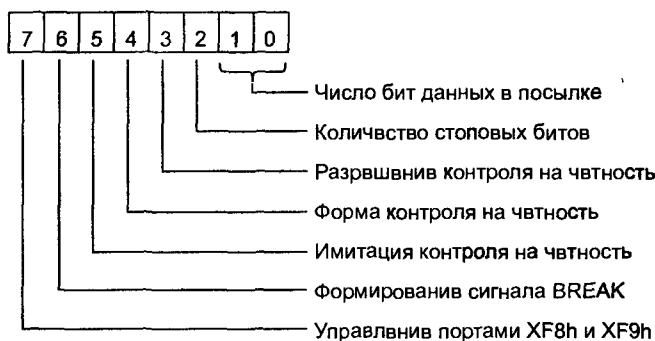 7 6 5 4 3 2 1 0
Число бит данных в посылке
Количвство стоповых битов
Разрвшвнив контроля на чвтность
Форма контроля на чвтность
Имитация контроля на чвтность
Формированив сигнала BREAK
Управлвнив портами XF8h и XF9h